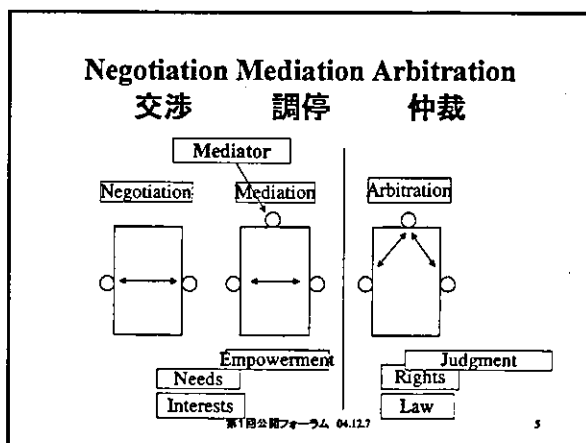 Negotiation Mediation Arbitration
交渉 調停 仲裁
Mediator
Negotiation Mediation Arbitration
Empowerment Judgment
Needs Rights
Interests Law
第1回公開フォーラム 04.12.7 5